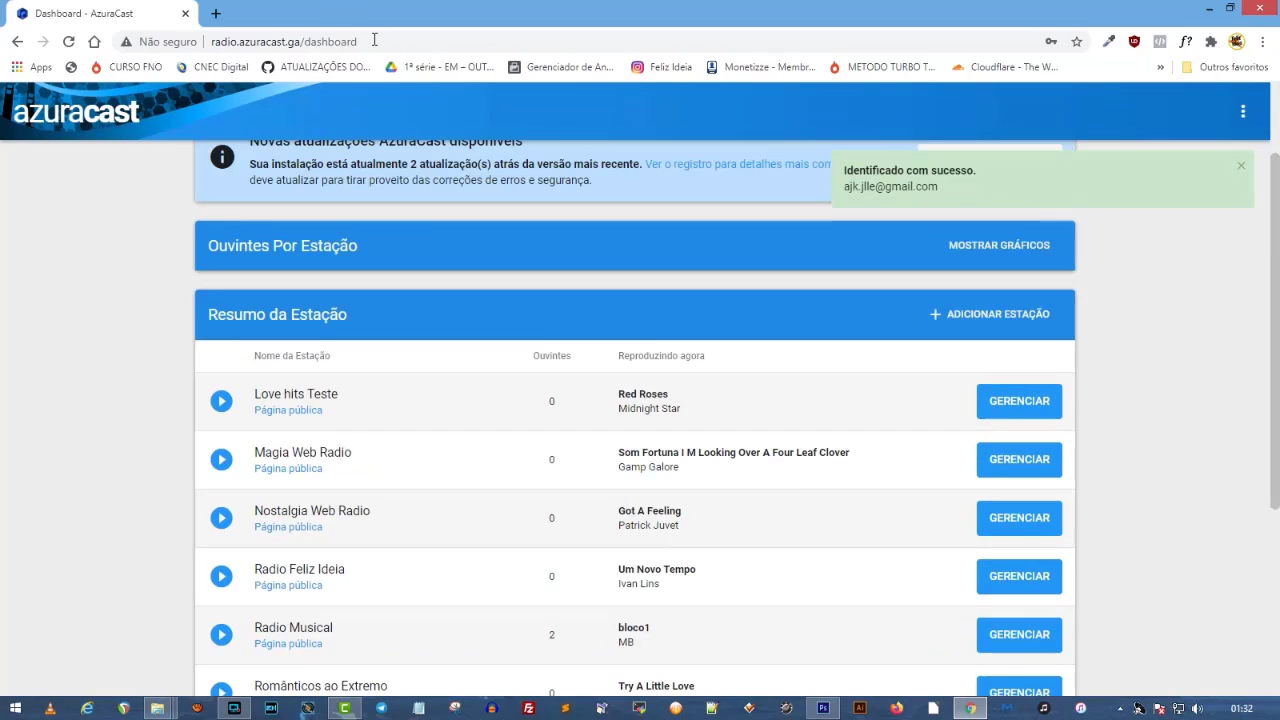 Dashboard - AzuraCast
Não seguro
radio.azuracast.ga/dashboard
Apps
CURSO FNO
CNEC Digital
ATUALIZAÇÕES DO...
1ª série - EM – OUT...
Gerenciador de An...
Feliz Ideia
Monetizze - Membr...
METODO TURBO T...
Cloudflare - The W...
»
Outros favoritos
azuracast
Novas atualizações AzuraCast disponíveis
Sua instalação está atualmente 2 atualização(s) atrás da versão mais recente. Ver o registro para detalhes mais com
deve atualizar para tirar proveito das correções de erros e segurança.
Identificado com sucesso.
ajk.jlle@gmail.com
Ouvintes Por Estação
MOSTRAR GRÁFICOS
Resumo da Estação
ADICIONAR ESTAÇÃO
Nome da Estação
Ouvintes
Reproduzindo agora
Love hits Teste
Página pública
0
Red Roses
Midnight Star
GERENCIAR
Magia Web Radio
Página pública
0
Som Fortuna I M Looking Over A Four Leaf Clover
Gamp Galore
GERENCIAR
Nostalgia Web Radio
Página pública
0
Got A Feeling
Patrick Juvet
GERENCIAR
Radio Feliz Ideia
Página pública
0
Um Novo Tempo
Ivan Lins
GERENCIAR
Radio Musical
Página pública
2
bloco1
MB
GERENCIAR
Românticos ao Extremo
0
Try A Little Love
GERENCIAR
01:32